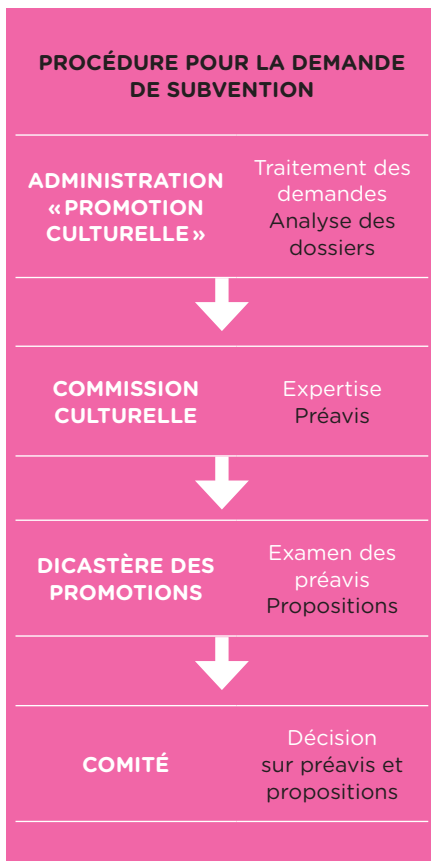 PROCÉDURE POUR LA DEMANDE
DE SUBVENTION
ADMINISTRATION
« PROMOTION
CULTURELLE »
Traitement des
demandes
Analyse des
dossiers
COMMISSION
CULTURELLE
Expertise
Préavis
DICASTÈRE DES
PROMOTIONS
Examen des
préavis
Propositions
COMITÉ
Décision
sur préavis et
propositions